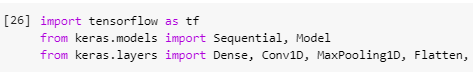 [26] import tensorflow as tf
from keras.models import Sequential, Model
from keras.layers import Dense, Conv1D, MaxPooling1D, Flatten,